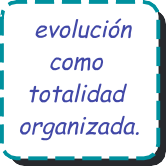 evolución
como
totalidad
organizada.